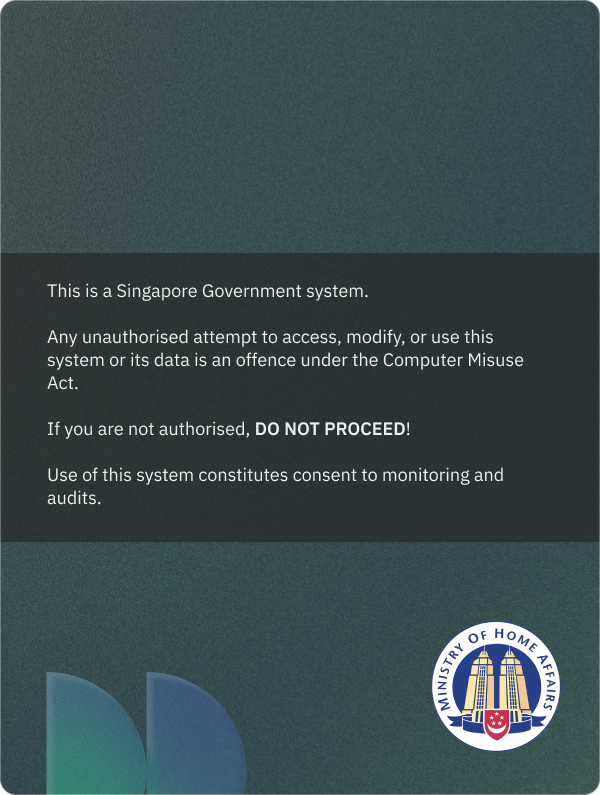 This is a Singapore Government system.
Any unauthorised attempt to access, modify, or use this
system or its data is an offence under the Computer Misuse
Act.
If you are not authorised, DO NOT PROCEED!
Use of this system constitutes consent to monitoring and
audits.
MINISTRY OF HOME AFFAIRS